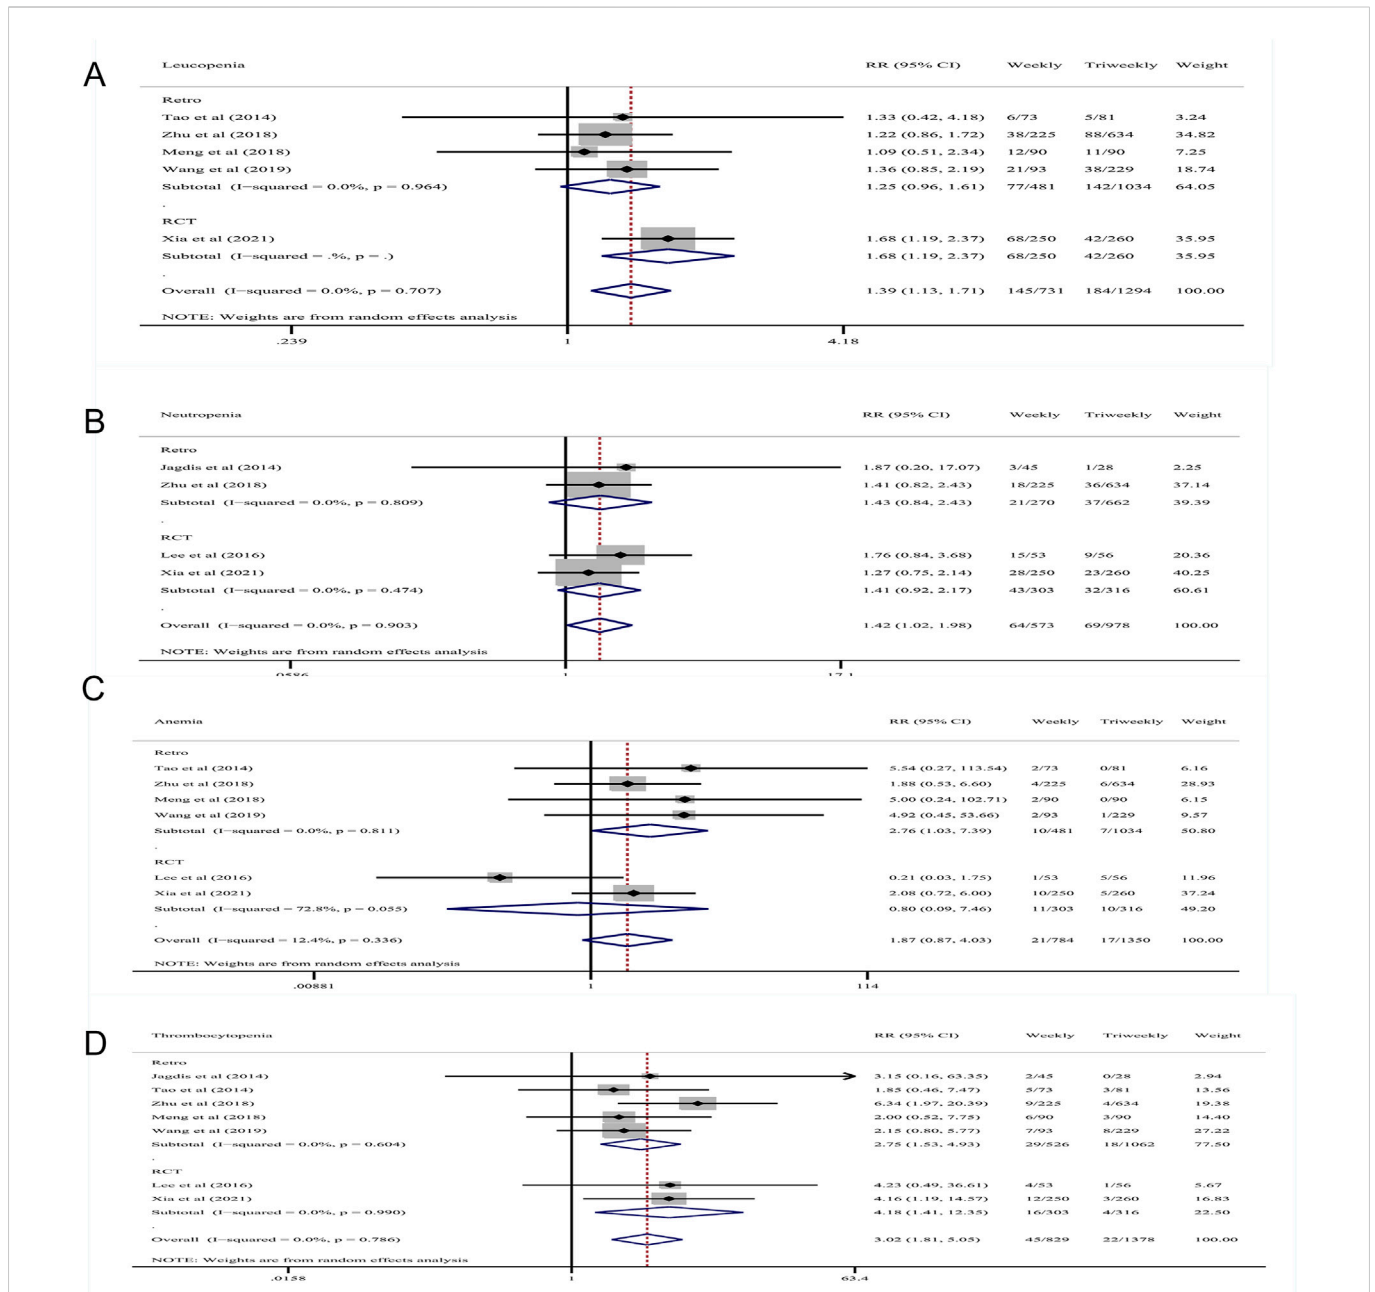 A
Leucopenia RR (95% CI) Weekly Triweekly Weight
Retro
Tao et al (2014) 1.33 (0.42, 4.18) 6/73 5/81 3.24
Zhu et al (2018) 1.22 (0.86, 1.72) 38/225 88/634 34.82
Meng et al (2018) 1.09 (0.51, 2.34) 12/90 11/90 7.25
Wang et al (2019) 1.36 (0.85, 2.19) 21/93 38/229 18.74
Subtotal (I−squared = 0.0%, p = 0.964) 1.25 (0.96, 1.61) 77/481 142/1034 64.05
.
RCT
Xia et al (2021) 1.68 (1.19, 2.37) 68/250 42/260 35.95
Subtotal (I−squared = .%, p = .) 1.68 (1.19, 2.37) 68/250 42/260 35.95
.
Overall (I−squared = 0.0%, p = 0.707) 1.39 (1.13, 1.71) 145/731 184/1294 100.00
NOTE: Weights are from random effects analysis
.239 1 4.18
B
Neutropenia RR (95% CI) Weekly Triweekly Weight
Retro
Jagdis et al (2014) 1.87 (0.20, 17.07) 3/45 1/28 2.25
Zhu et al (2018) 1.41 (0.82, 2.43) 18/225 36/634 37.14
Subtotal (I−squared = 0.0%, p = 0.809) 1.43 (0.84, 2.43) 21/270 37/662 39.39
.
RCT
Lee et al (2016) 1.76 (0.84, 3.68) 15/53 9/56 20.36
Xia et al (2021) 1.27 (0.75, 2.14) 28/250 23/260 40.25
Subtotal (I−squared = 0.0%, p = 0.474) 1.41 (0.92, 2.17) 43/303 32/316 60.61
.
Overall (I−squared = 0.0%, p = 0.903) 1.42 (1.02, 1.98) 64/573 69/978 100.00
NOTE: Weights are from random effects analysis
.0586 1 17.1
C
Anemia RR (95% CI) Weekly Triweekly Weight
Retro
Tao et al (2014) 5.54 (0.27, 113.54) 2/73 0/81 6.16
Zhu et al (2018) 1.88 (0.53, 6.60) 4/225 6/634 28.93
Meng et al (2018) 5.00 (0.24, 102.71) 2/90 0/90 6.15
Wang et al (2019) 4.92 (0.45, 53.66) 2/93 1/229 9.57
Subtotal (I−squared = 0.0%, p = 0.811) 2.76 (1.03, 7.39) 10/481 7/1034 50.80
.
RCT
Lee et al (2016) 0.21 (0.03, 1.75) 1/53 5/56 11.96
Xia et al (2021) 2.08 (0.72, 6.00) 10/250 5/260 37.24
Subtotal (I−squared = 72.8%, p = 0.055) 0.80 (0.09, 7.46) 11/303 10/316 49.20
.
Overall (I−squared = 12.4%, p = 0.336) 1.87 (0.87, 4.03) 21/784 17/1350 100.00
NOTE: Weights are from random effects analysis
.00881 1 114
D
Thrombocytopenia RR (95% CI) Weekly Triweekly Weight
Retro
Jagdis et al (2014) 3.15 (0.16, 63.35) 2/45 0/28 2.94
Tao et al (2014) 1.85 (0.46, 7.47) 5/73 3/81 13.56
Zhu et al (2018) 6.34 (1.97, 20.39) 9/225 4/634 19.38
Meng et al (2018) 2.00 (0.52, 7.75) 6/90 3/90 14.40
Wang et al (2019) 2.15 (0.80, 5.77) 7/93 8/229 27.22
Subtotal (I−squared = 0.0%, p = 0.604) 2.75 (1.53, 4.93) 29/526 18/1062 77.50
.
RCT
Lee et al (2016) 4.23 (0.49, 36.61) 4/53 1/56 5.67
Xia et al (2021) 4.16 (1.19, 14.57) 12/250 3/260 16.83
Subtotal (I−squared = 0.0%, p = 0.990) 4.18 (1.41, 12.35) 16/303 4/316 22.50
.
Overall (I−squared = 0.0%, p = 0.786) 3.02 (1.81, 5.05) 45/829 22/1378 100.00
NOTE: Weights are from random effects analysis
.0158 1 63.4